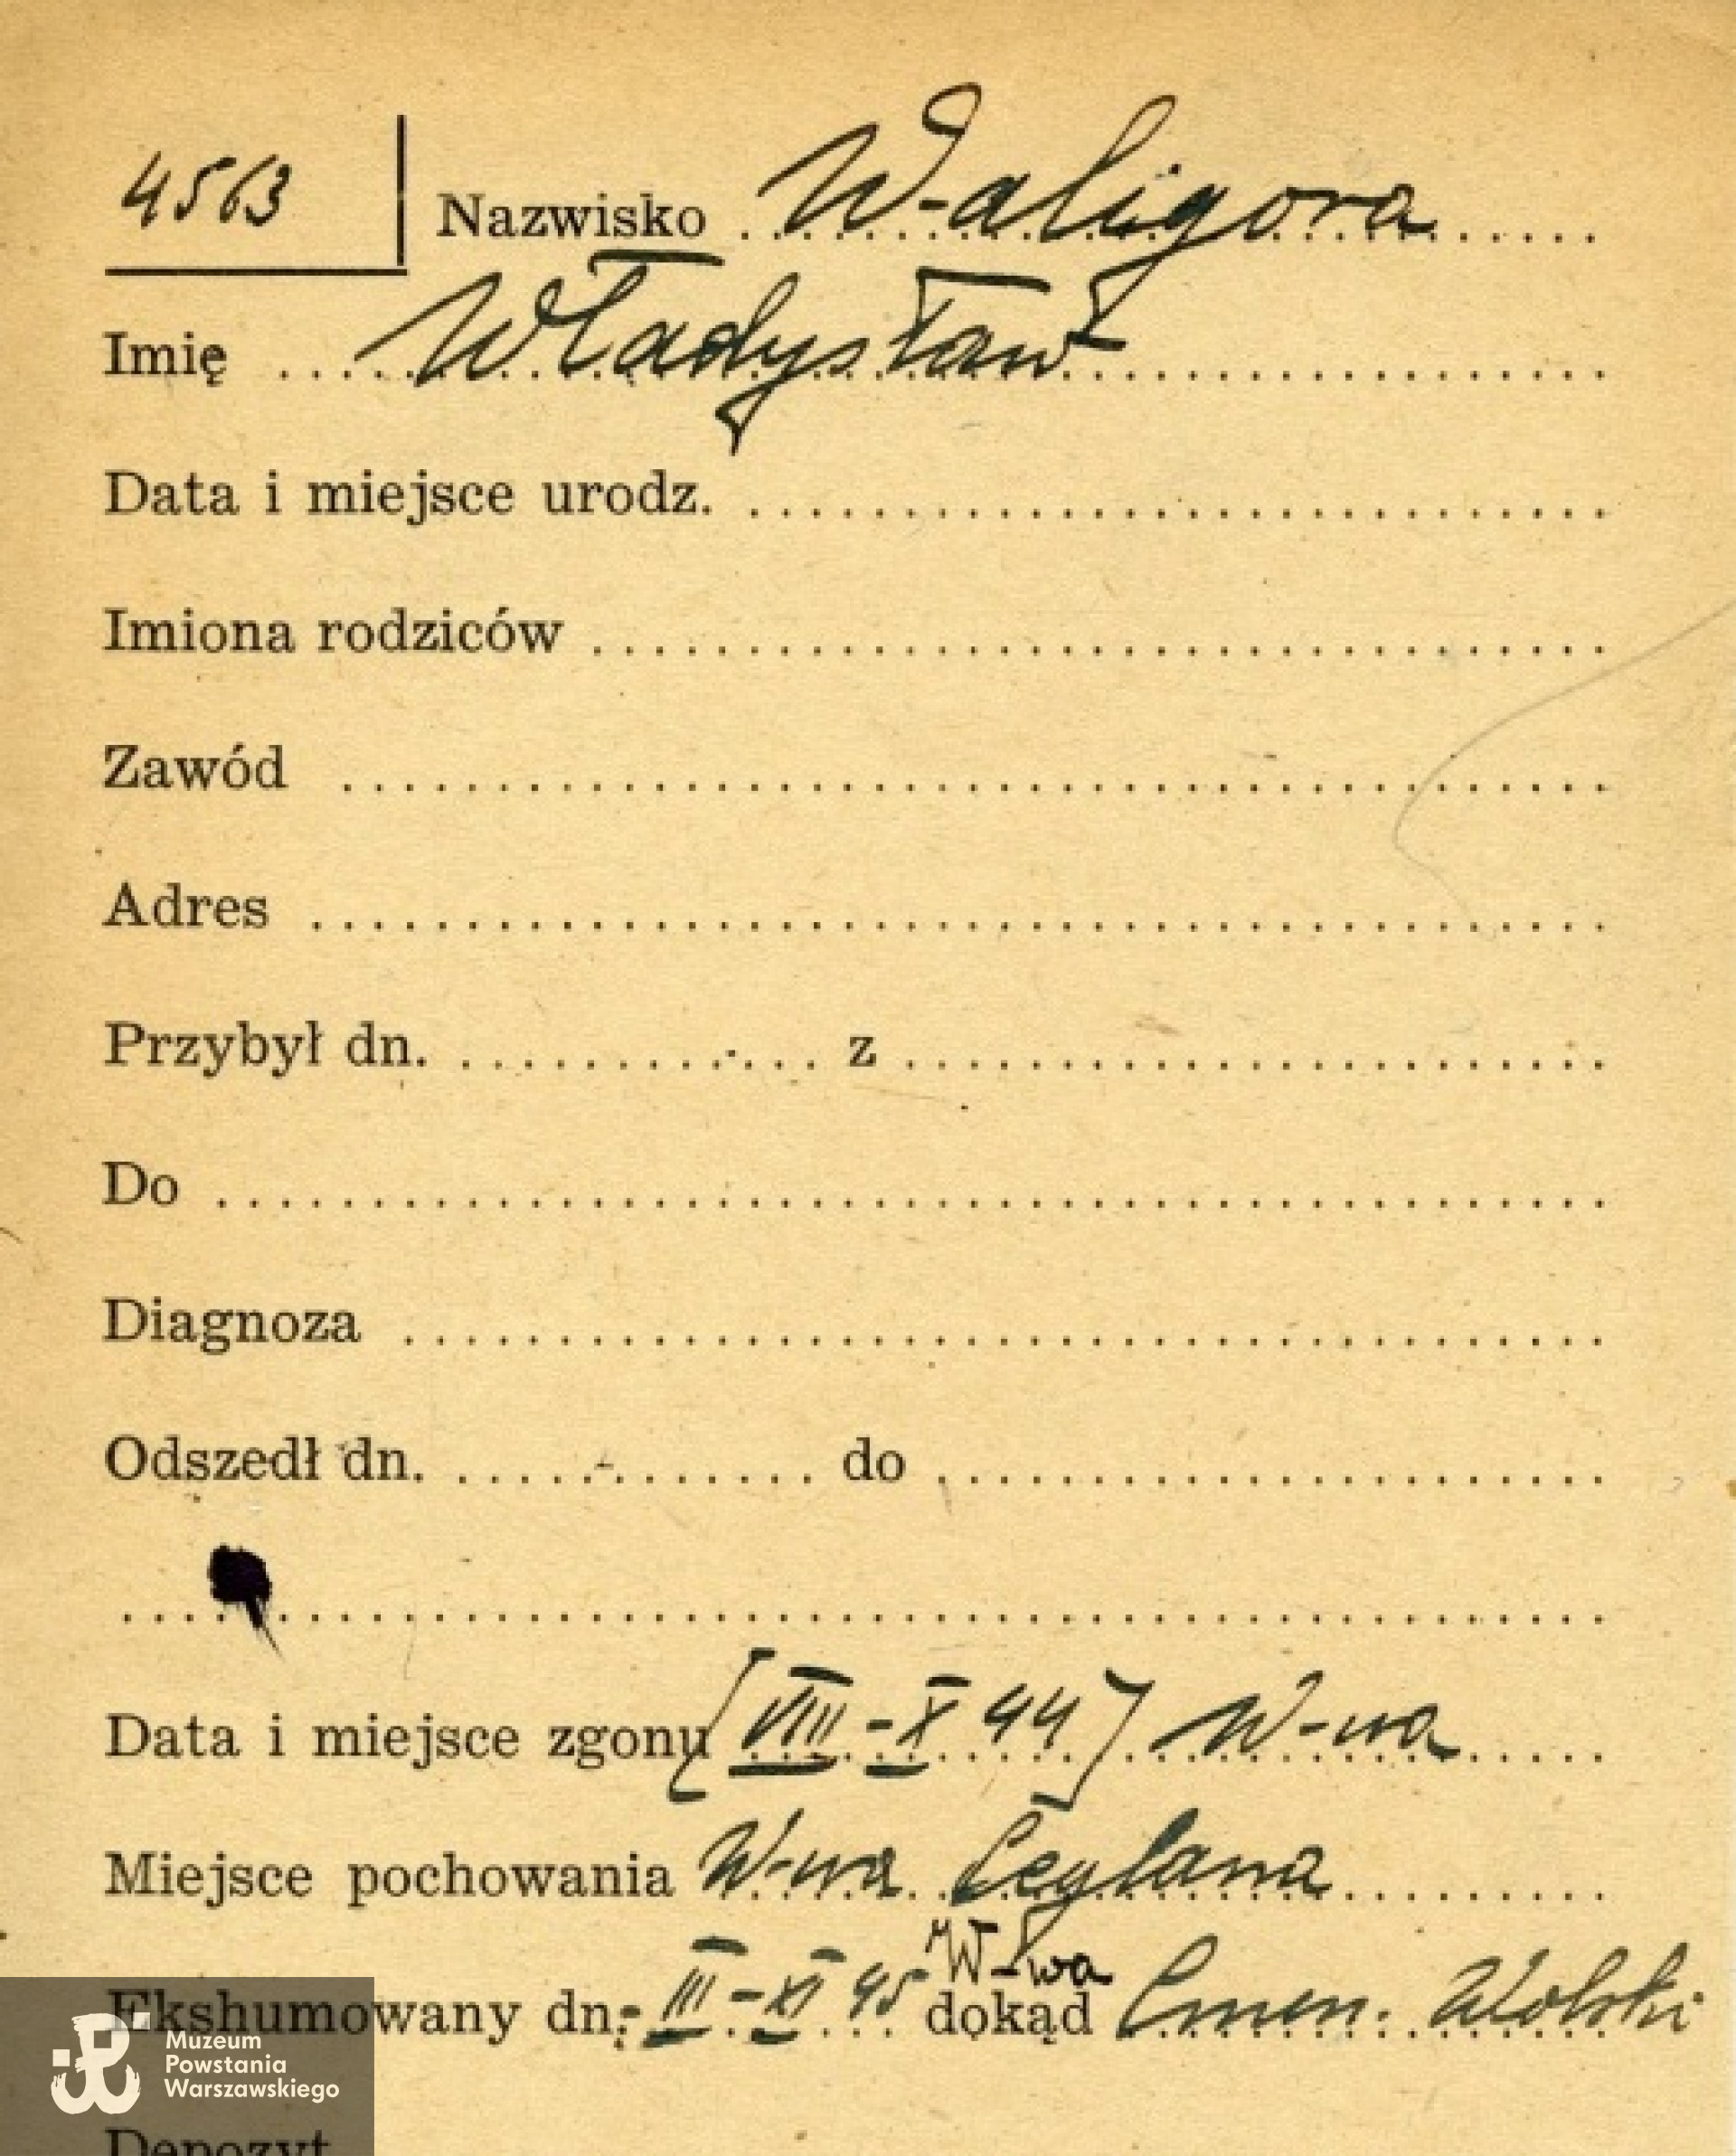 4563 Nazwisko W-aligora
Imię Władysław
Data i miejsce urodz.
Imiona rodziców
Zawód
Adres
Przybył dn. z
Do
Diagnoza
Odszedł dn. do
Data i miejsce zgonu [VIII-X 44] W-wa
Miejsce pochowania W-wa Ceglana
W-wa
Ekshumowany dn. III-XI 45 dokąd Cmen. Wolski
Depozyt
Muzeum
Powstania
Warszawskiego